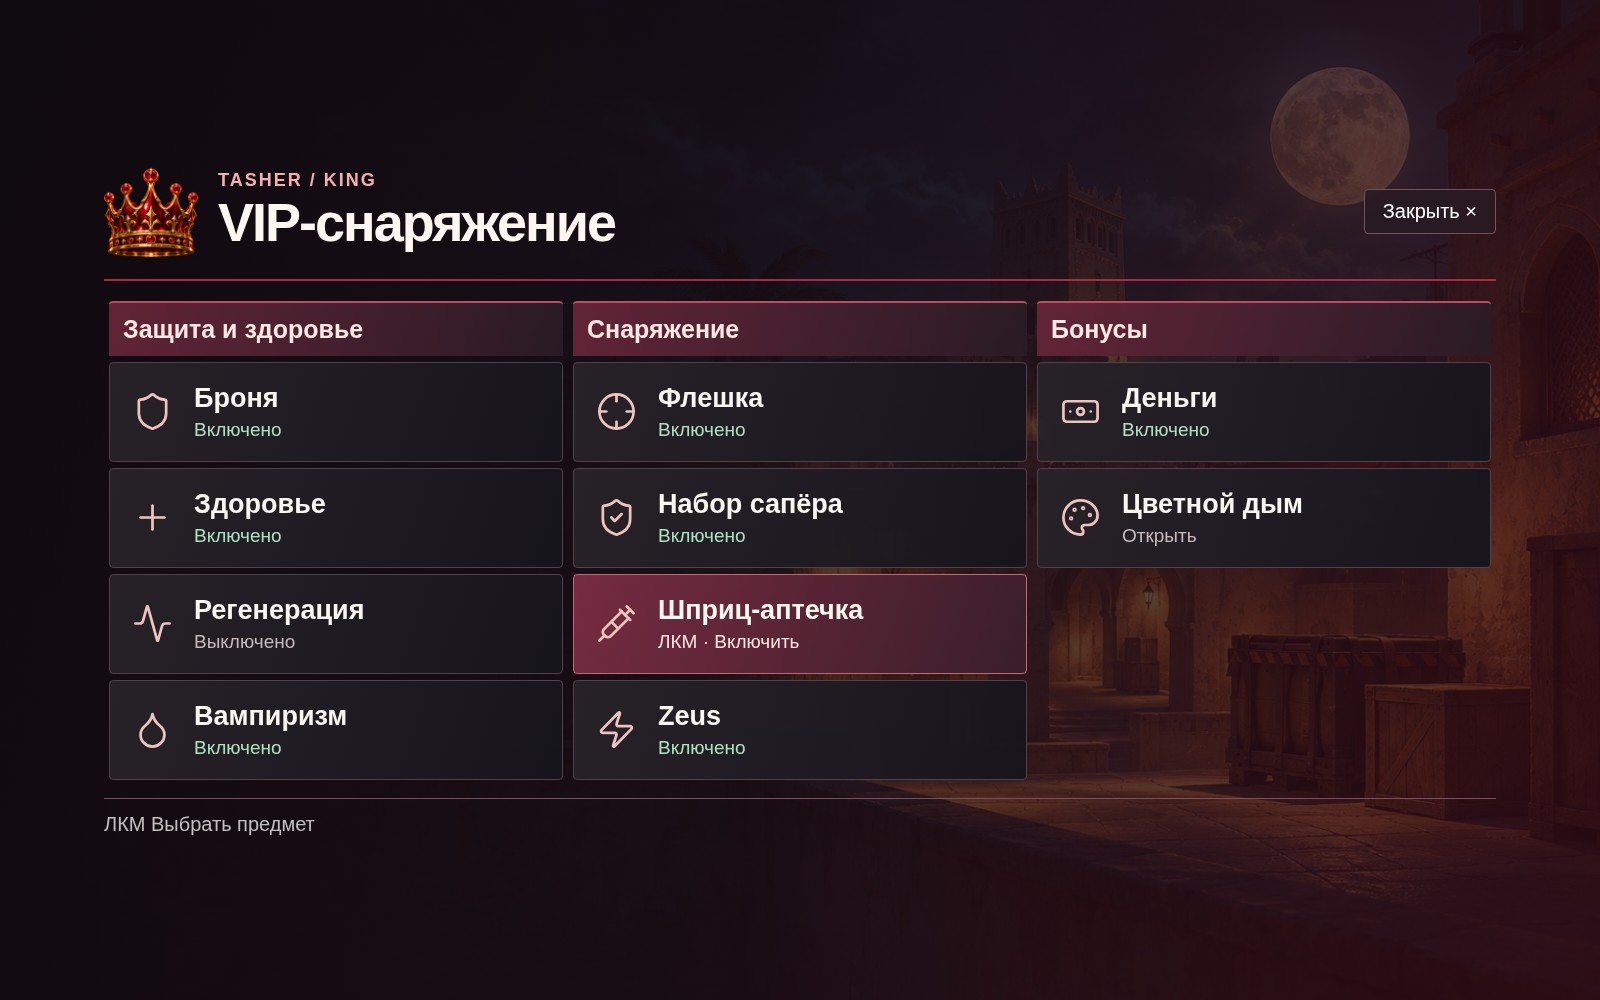 TASHER / KING
VIP-снаряжение
Закрыть ×
Защита и здоровье
Броня
Включено
Здоровье
Включено
Регенерация
Выключено
Вампиризм
Включено
Снаряжение
Флешка
Включено
Набор сапёра
Включено
Шприц-аптечка
ЛКМ · Включить
Zeus
Включено
Бонусы
Деньги
Включено
Цветной дым
Открыть
ЛКМ Выбрать предмет